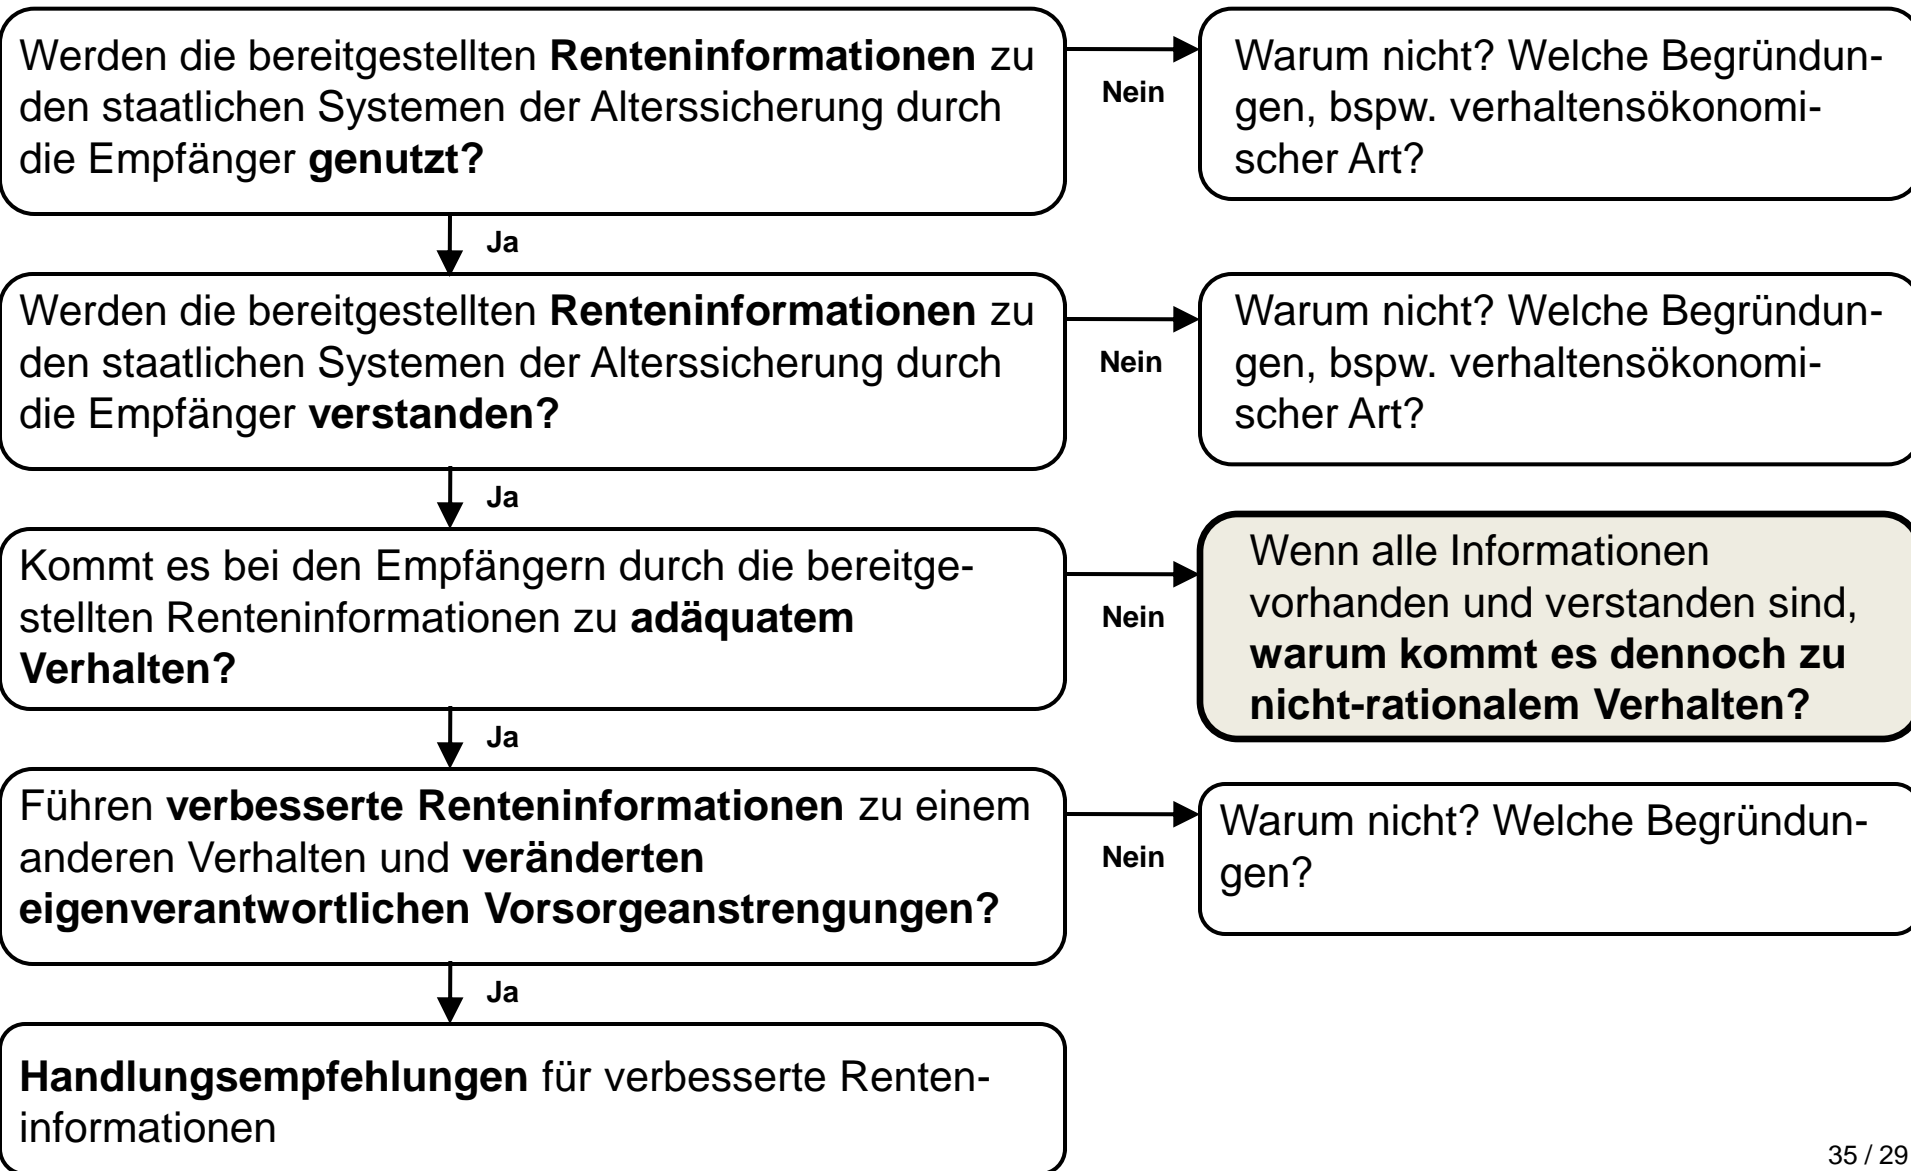 Werden die bereitgestellten Renteninformationen zu
den staatlichen Systemen der Alterssicherung durch
die Empfänger genutzt?
Nein
Warum nicht? Welche Begründun-
gen, bspw. verhaltensökonomi-
scher Art?
Ja
Werden die bereitgestellten Renteninformationen zu
den staatlichen Systemen der Alterssicherung durch
die Empfänger verstanden?
Nein
Warum nicht? Welche Begründun-
gen, bspw. verhaltensökonomi-
scher Art?
Ja
Kommt es bei den Empfängern durch die bereitge-
stellten Renteninformationen zu adäquatem
Verhalten?
Nein
Wenn alle Informationen
vorhanden und verstanden sind,
warum kommt es dennoch zu
nicht-rationalem Verhalten?
Ja
Führen verbesserte Renteninformationen zu einem
anderen Verhalten und veränderten
eigenverantwortlichen Vorsorgeanstrengungen?
Nein
Warum nicht? Welche Begründun-
gen?
Ja
Handlungsempfehlungen für verbesserte Renten-
informationen
35 / 29